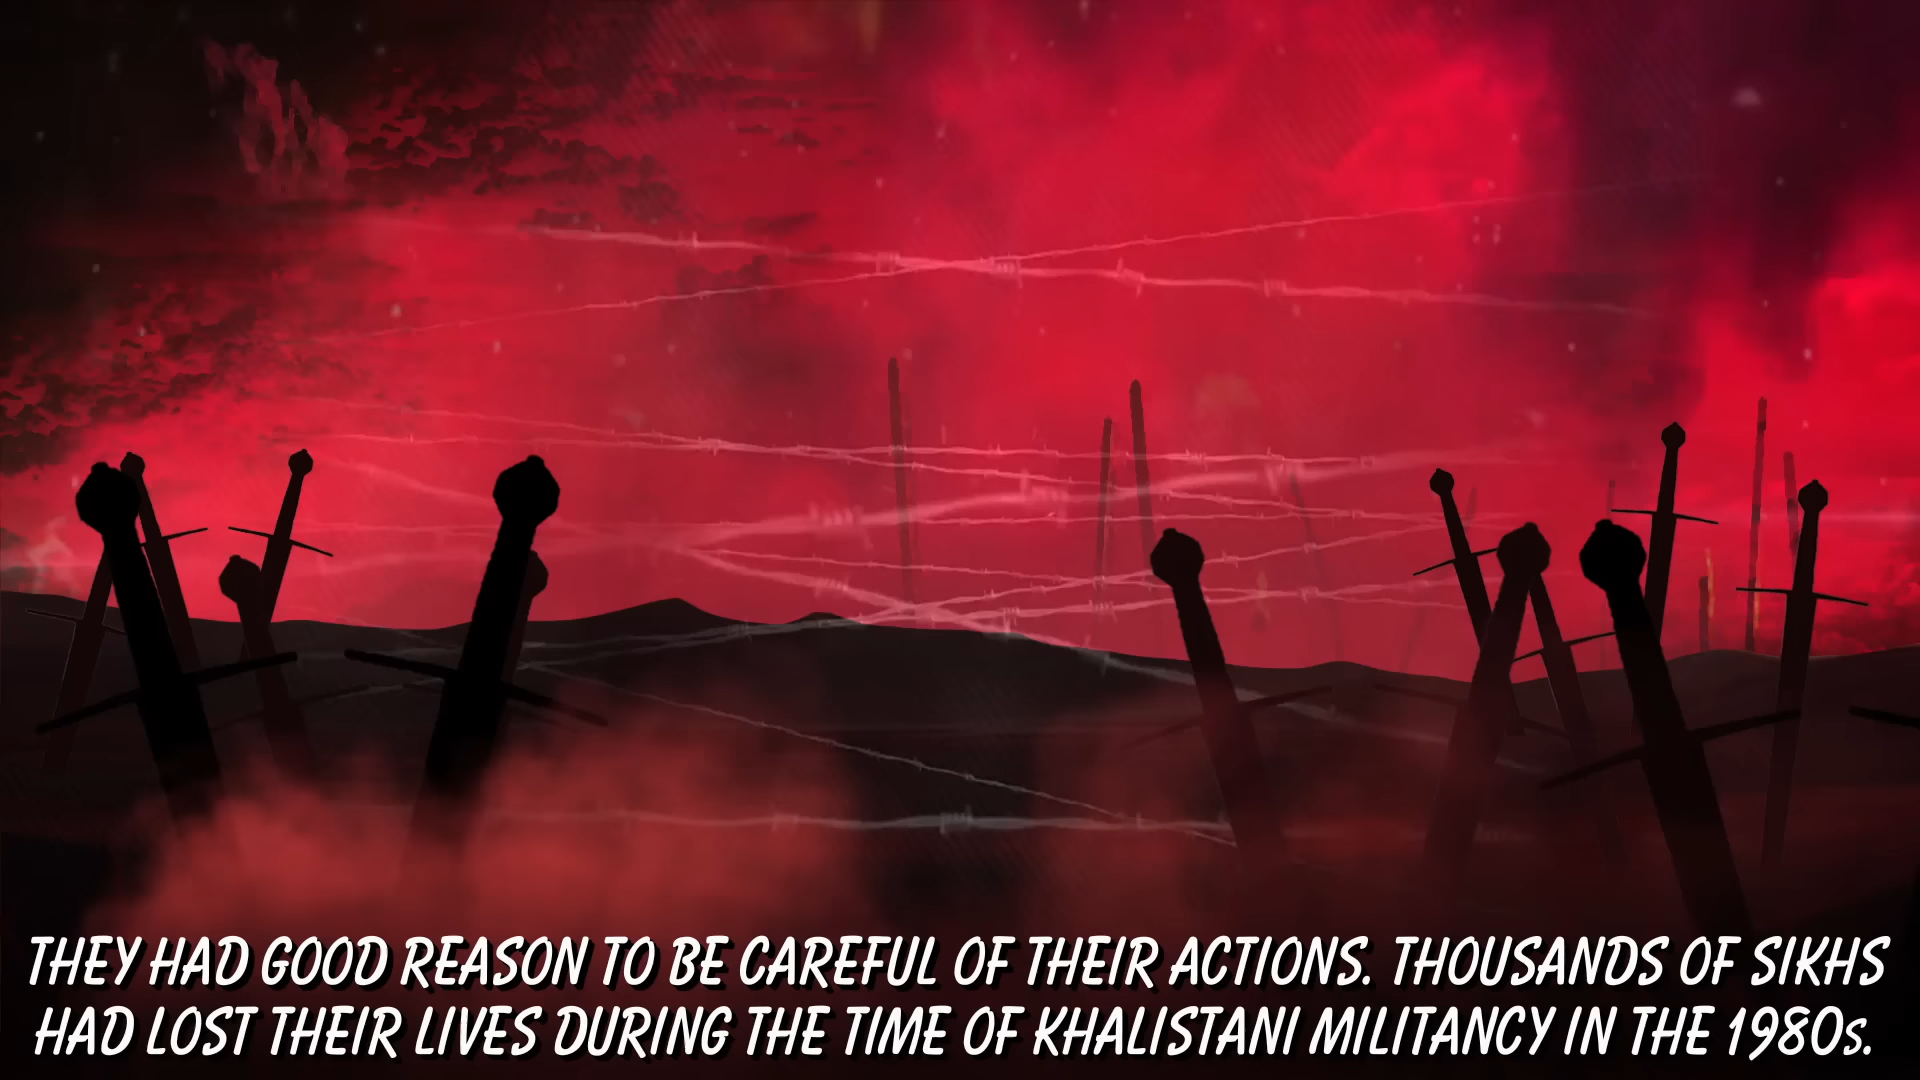 THEY HAD GOOD REASON TO BE CAREFUL OF THEIR ACTIONS. THOUSANDS OF SIKHS
HAD LOST THEIR LIVES DURING THE TIME OF KHALISTANI MILITANCY IN THE 1980s.